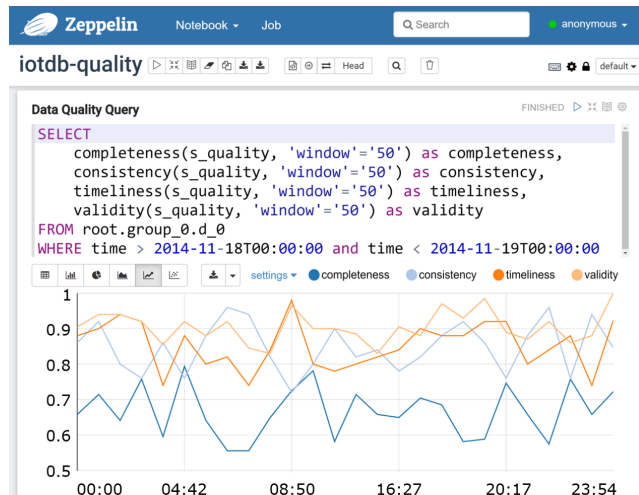 Zeppelin Notebook Job Search anonymous
iotdb-quality Head default
Data Quality Query FINISHED
SELECT
completeness(s_quality, 'window'='50') as completeness,
consistency(s_quality, 'window'='50') as consistency,
timeliness(s_quality, 'window'='50') as timeliness,
validity(s_quality, 'window'='50') as validity
FROM root.group_0.d_0
WHERE time > 2014-11-18T00:00:00 and time < 2014-11-19T00:00:00
settings completeness consistency timeliness validity
1
0.9
0.8
0.7
0.6
0.5
00:00 04:42 08:50 16:27 20:17 23:54